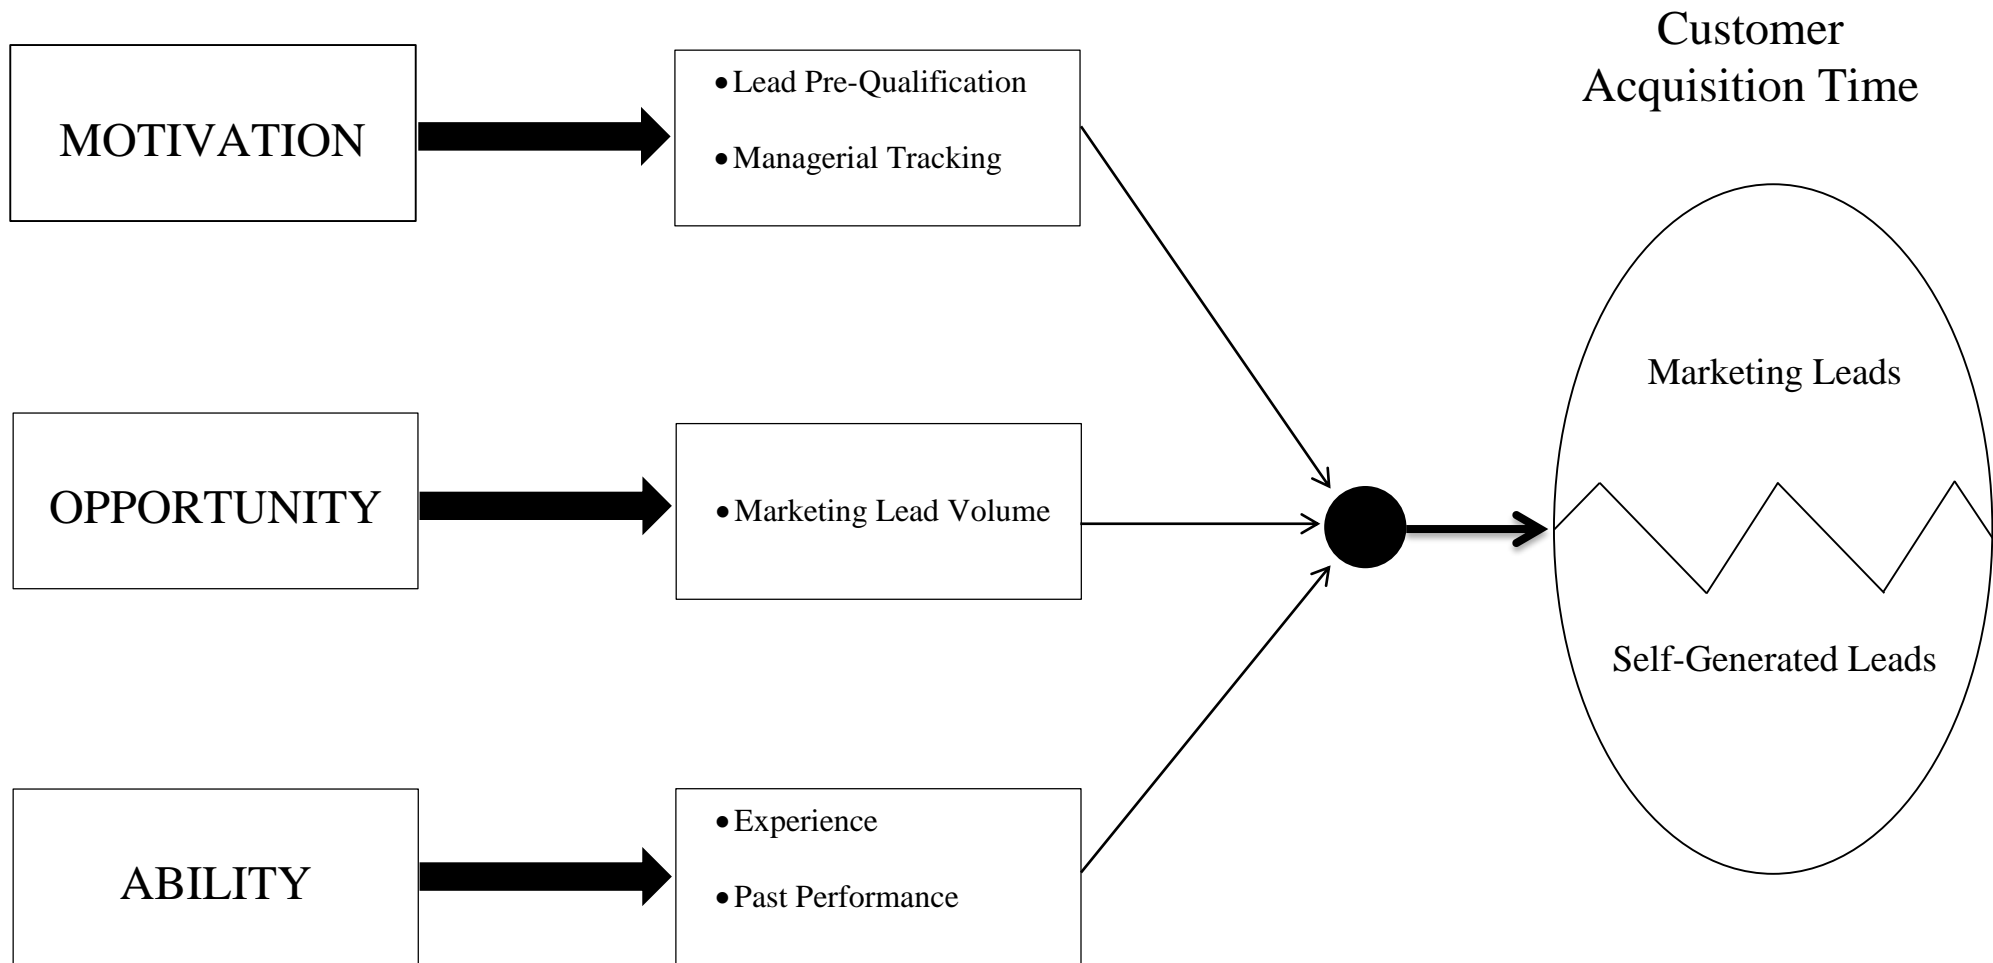 Customer
Acquisition Time
MOTIVATION
• Lead Pre-Qualification
• Managerial Tracking
Marketing Leads
OPPORTUNITY
• Marketing Lead Volume
Self-Generated Leads
ABILITY
• Experience
• Past Performance